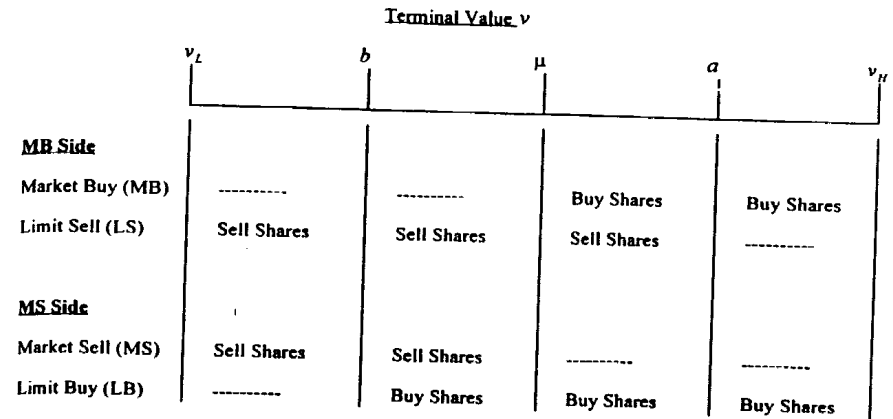 Terminal Value ν
ν_L b μ a ν_H
MB Side
Market Buy (MB) --------- --------- Buy Shares Buy Shares
Limit Sell (LS) Sell Shares Sell Shares Sell Shares ---------
MS Side
Market Sell (MS) Sell Shares Sell Shares --------- ---------
Limit Buy (LB) --------- Buy Shares Buy Shares Buy Shares